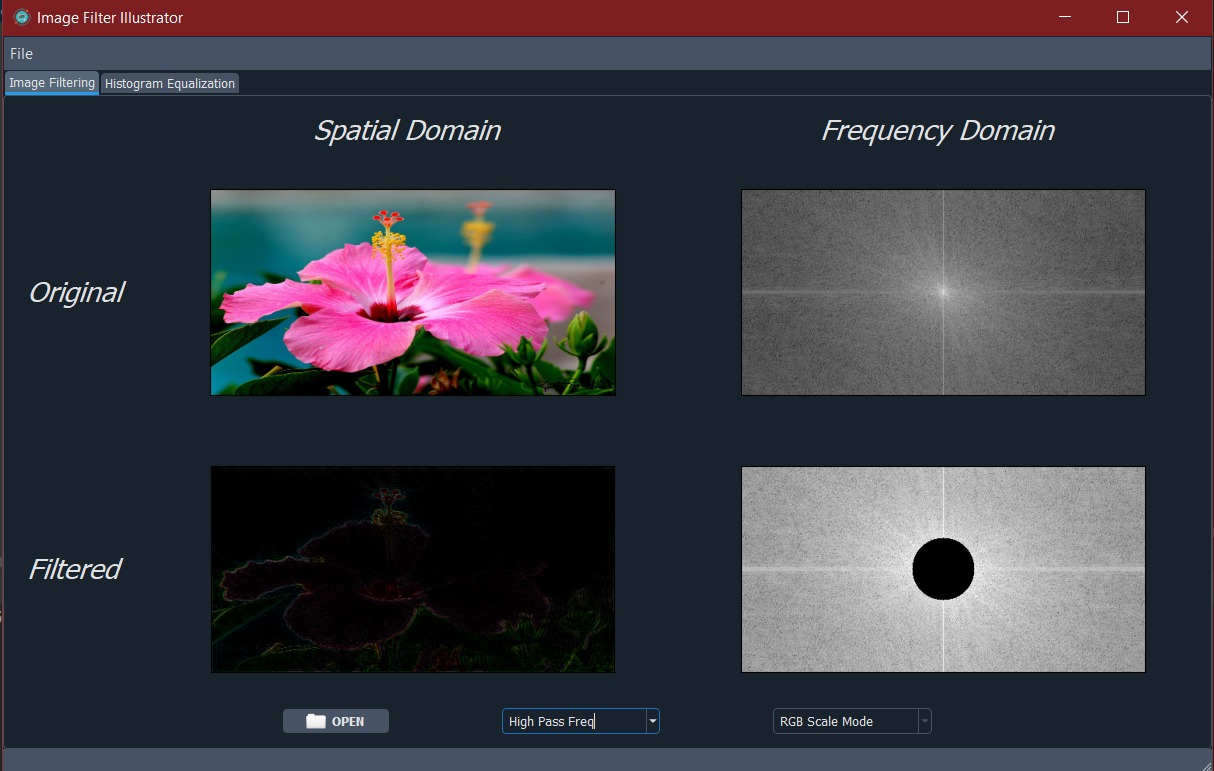 Image Filter Illustrator
File
Image Filtering
Histogram Equalization
Spatial Domain
Frequency Domain
Original
Filtered
OPEN
High Pass Freq
RGB Scale Mode